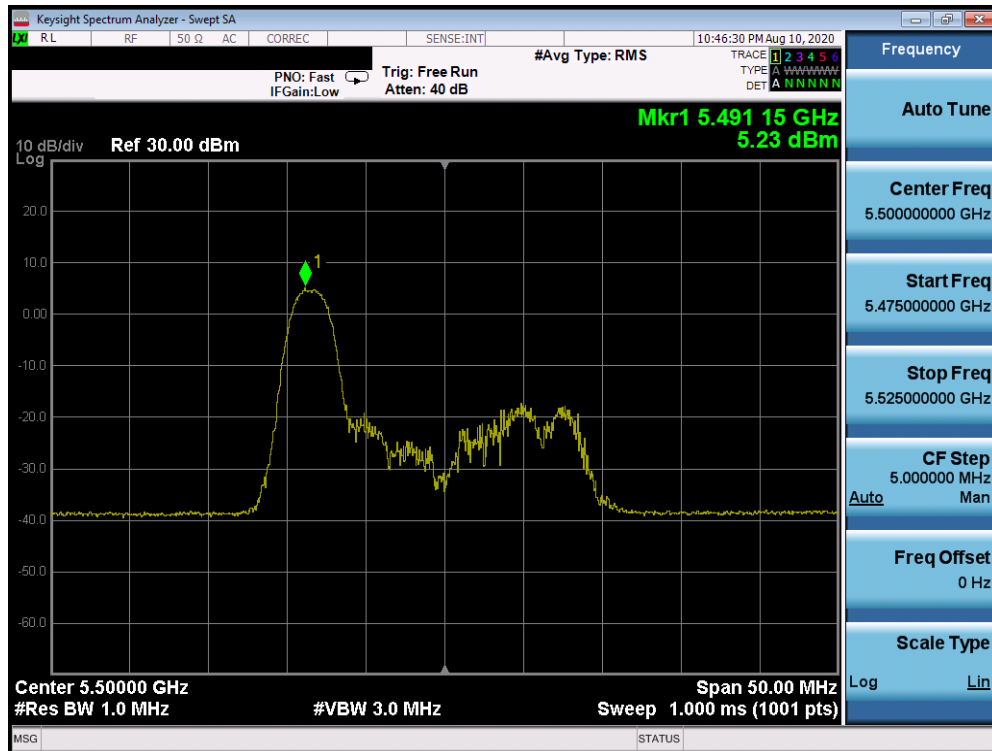 Keysight Spectrum Analyzer - Swept SA
LXI RL RF 50 Ω AC CORREC SENSE:INT 10:46:30 PM Aug 10, 2020
#Avg Type: RMS TRACE 1 2 3 4 5 6
PNO: Fast Trig: Free Run TYPE A WWWWW
IFGain:Low Atten: 40 dB DET A N N N N N
Mkr1 5.491 15 GHz
5.23 dBm
10 dB/div Ref 30.00 dBm
Log
20.0
10.0
1
0.00
-10.0
-20.0
-30.0
-40.0
-50.0
-60.0
Center 5.50000 GHz Span 50.00 MHz
#Res BW 1.0 MHz #VBW 3.0 MHz Sweep 1.000 ms (1001 pts)
MSG STATUS
Frequency
Auto Tune
Center Freq
5.500000000 GHz
Start Freq
5.475000000 GHz
Stop Freq
5.525000000 GHz
CF Step
5.000000 MHz
Auto Man
Freq Offset
0 Hz
Scale Type
Log Lin